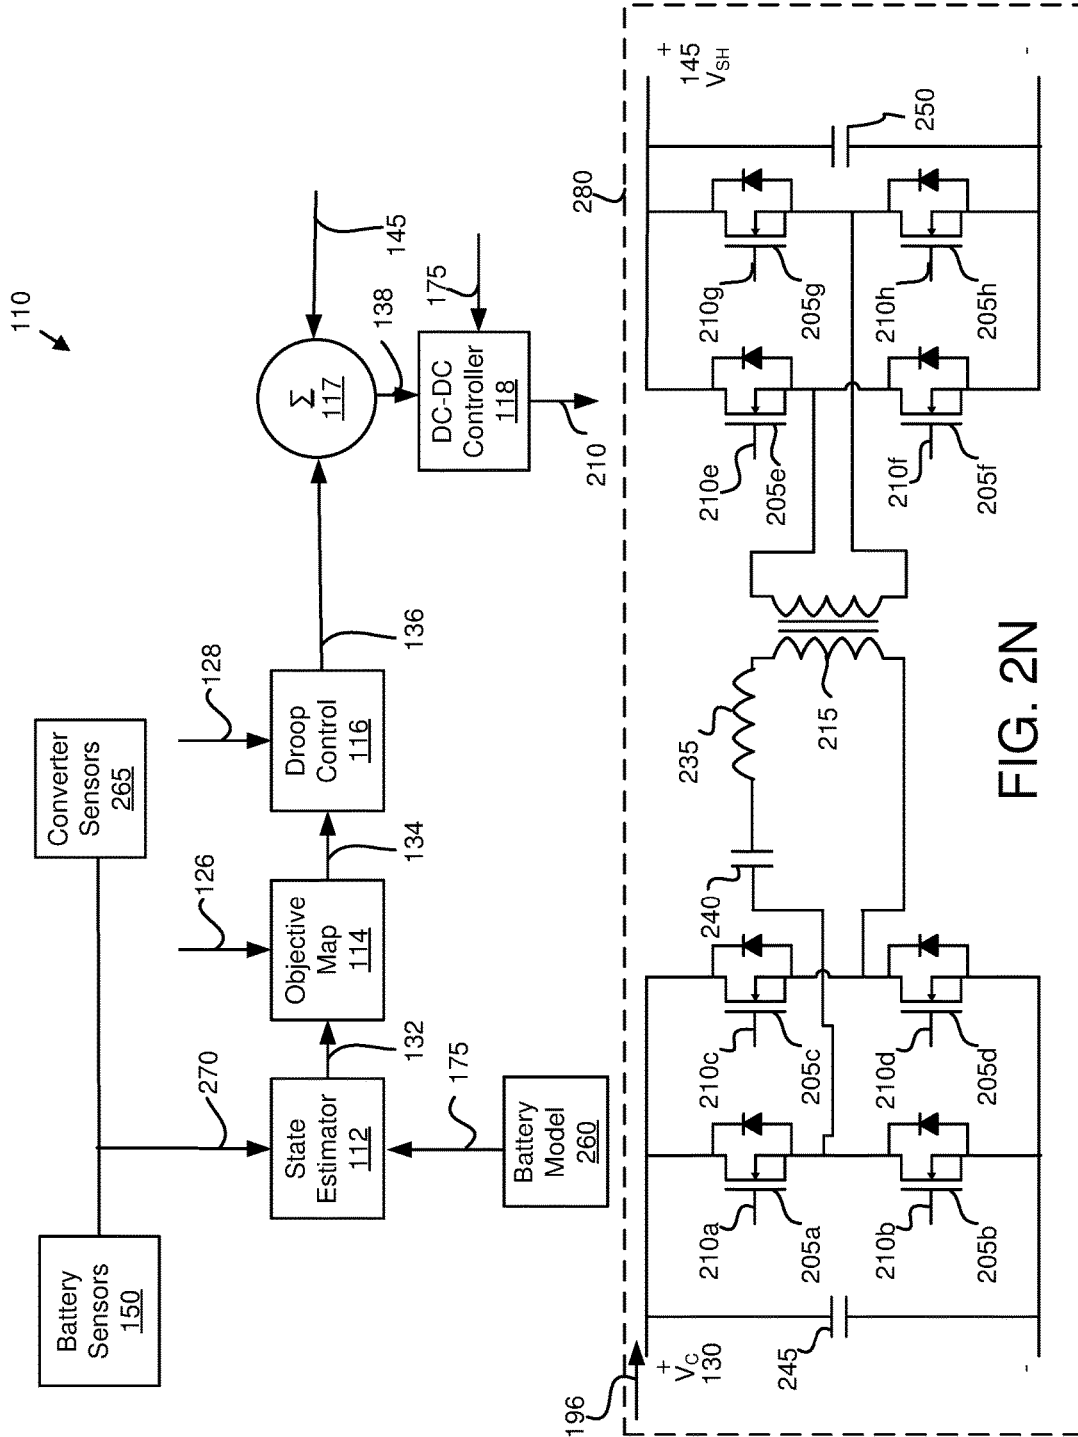 110
Battery
Sensors
150
Converter
Sensors
265
270
126
128
State
Estimator
112
132
Objective
Map
114
134
Droop
Control
116
136
Σ
117
145
138
175
Battery
Model
260
175
DC-DC
Controller
118
210
196
280
+
V_C
130
-
245
210a
205a
210b
205b
210c
205c
210d
205d
240
235
215
210e
205e
210f
205f
210g
205g
210h
205h
250
+
145
V_SH
-
FIG. 2N